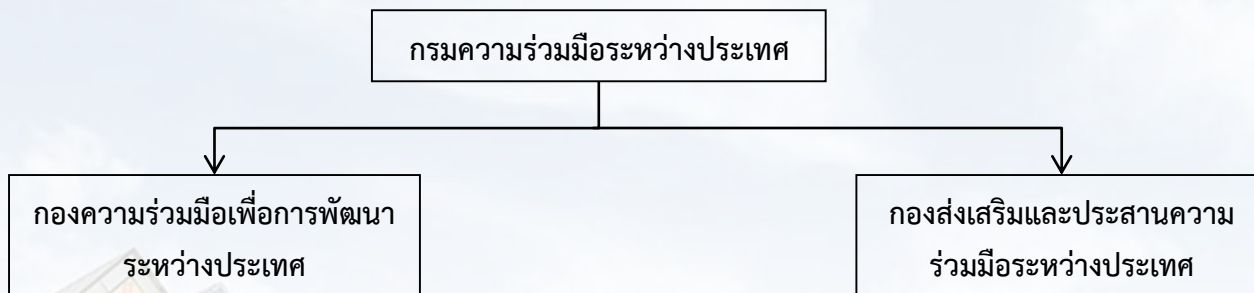 กรมความร่วมมือระหว่างประเทศ
กองความร่วมมือเพื่อการพัฒนา
ระหว่างประเทศ
กองส่งเสริมและประสานความ
ร่วมมือระหว่างประเทศ